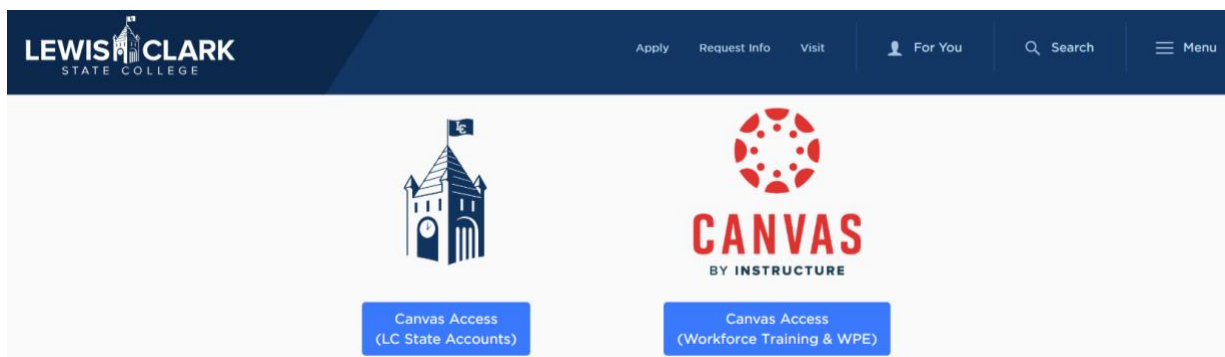 LEWIS CLARK
STATE COLLEGE
Apply Request Info Visit For You Search Menu
LC
CANVAS
BY INSTRUCTURE
Canvas Access
(LC State Accounts)
Canvas Access
(Workforce Training & WPE)